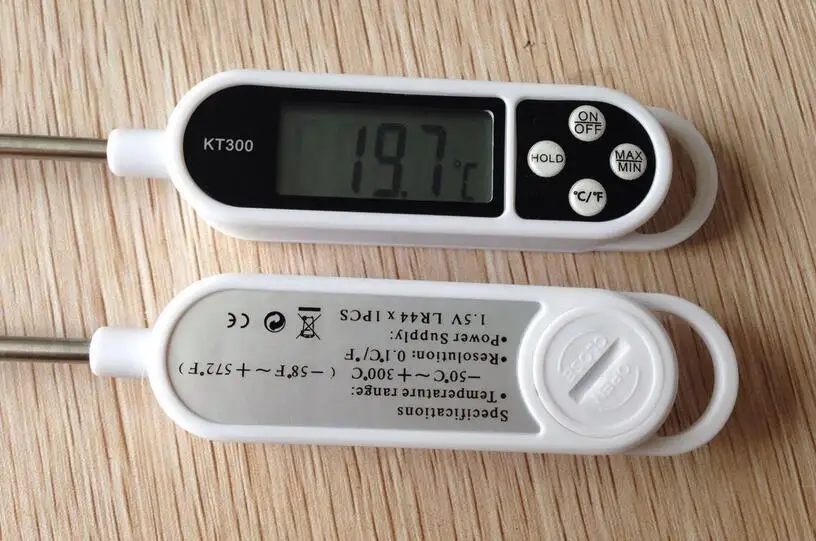 KT300
19.7°C
ON
OFF
HOLD
MAX
MIN
°C/°F
Specifications
• Temperature range:
-50°C~+300°C ( -58°F~+572°F)
• Resolution: 0.1°C/°F
• Power Supply:
1.5V LR44 x 1PCS
CE
CLOSE
OPEN